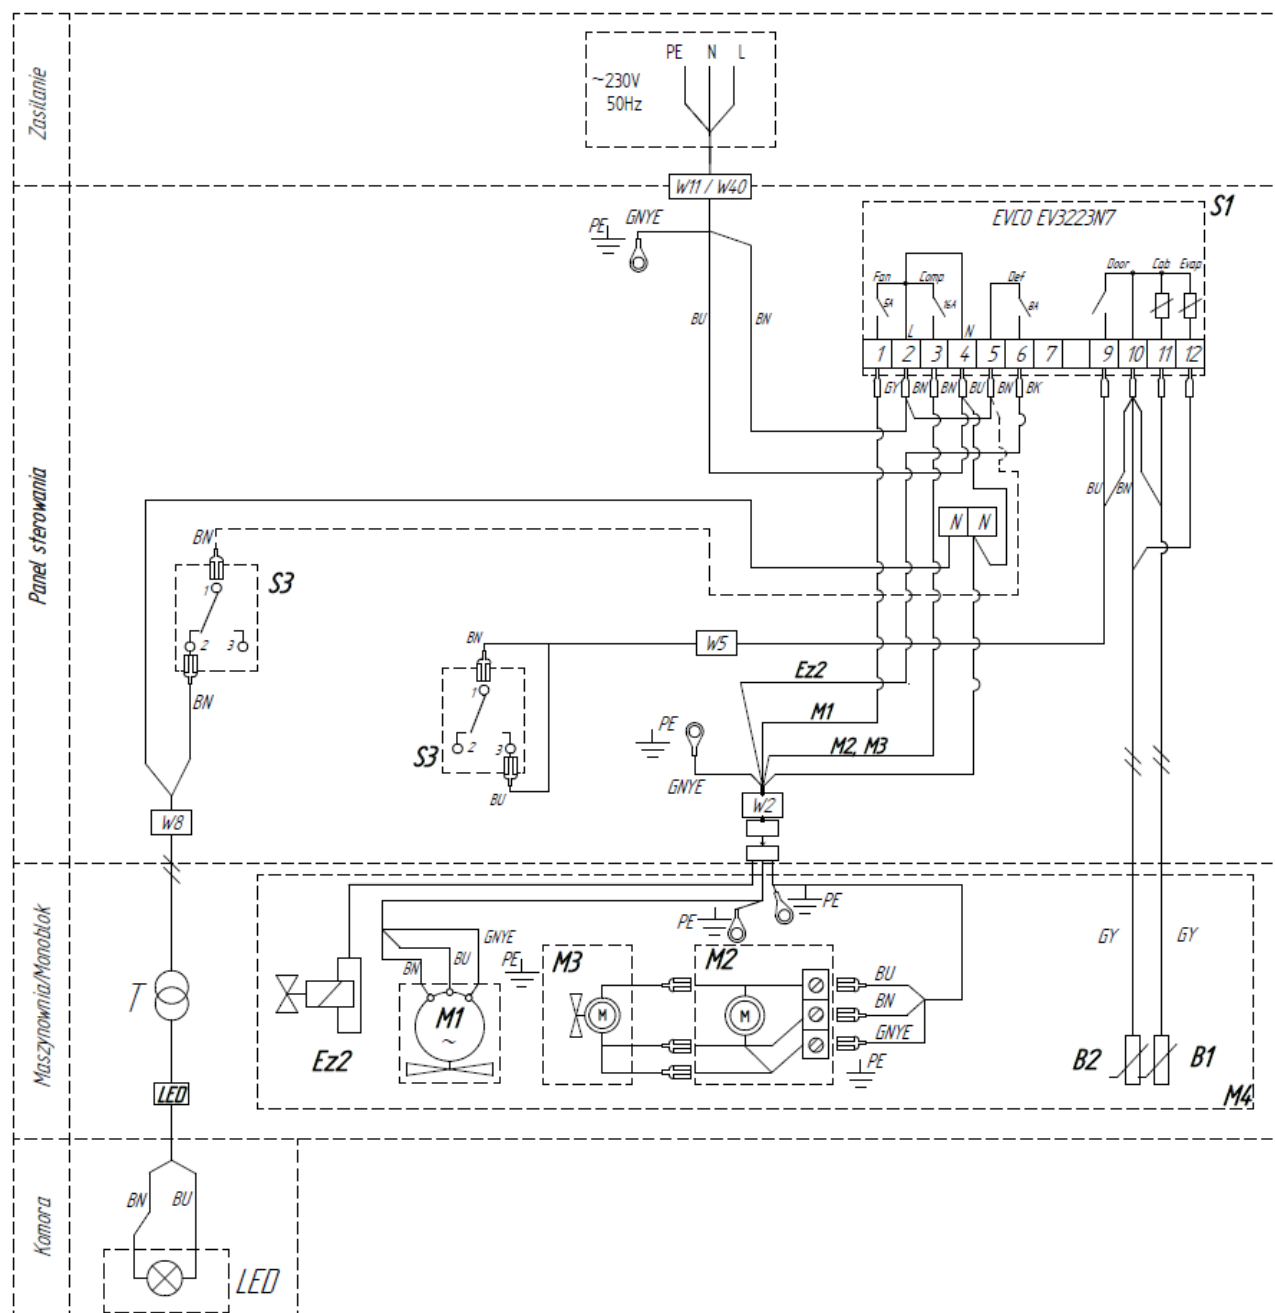 Zasilanie
PE N L
~230V
50Hz
W11 / W40
Panel sterowania
PE
GNYE
BU
BN
S1
EVCO EV3223N7
Fan
Comp
Def
Door
Cab
Evap
5A
16A
8A
L
N
1 2 3 4 5 6 7 9 10 11 12
GY BN BN BU BN BK
BU
BN
N N
BN
S3
1
2
3
BN
BN
W5
1
2
3
S3
BU
Ez2
M1
M2, M3
PE
GNYE
W2
W8
Maszynownia/Monoblok
PE
PE
GNYE
BU
BN
PE
M3
M2
BU
BN
GNYE
PE
M
M
M1
~
Ez2
T
LED
GY
GY
B2
B1
M4
Komora
BN
BU
LED